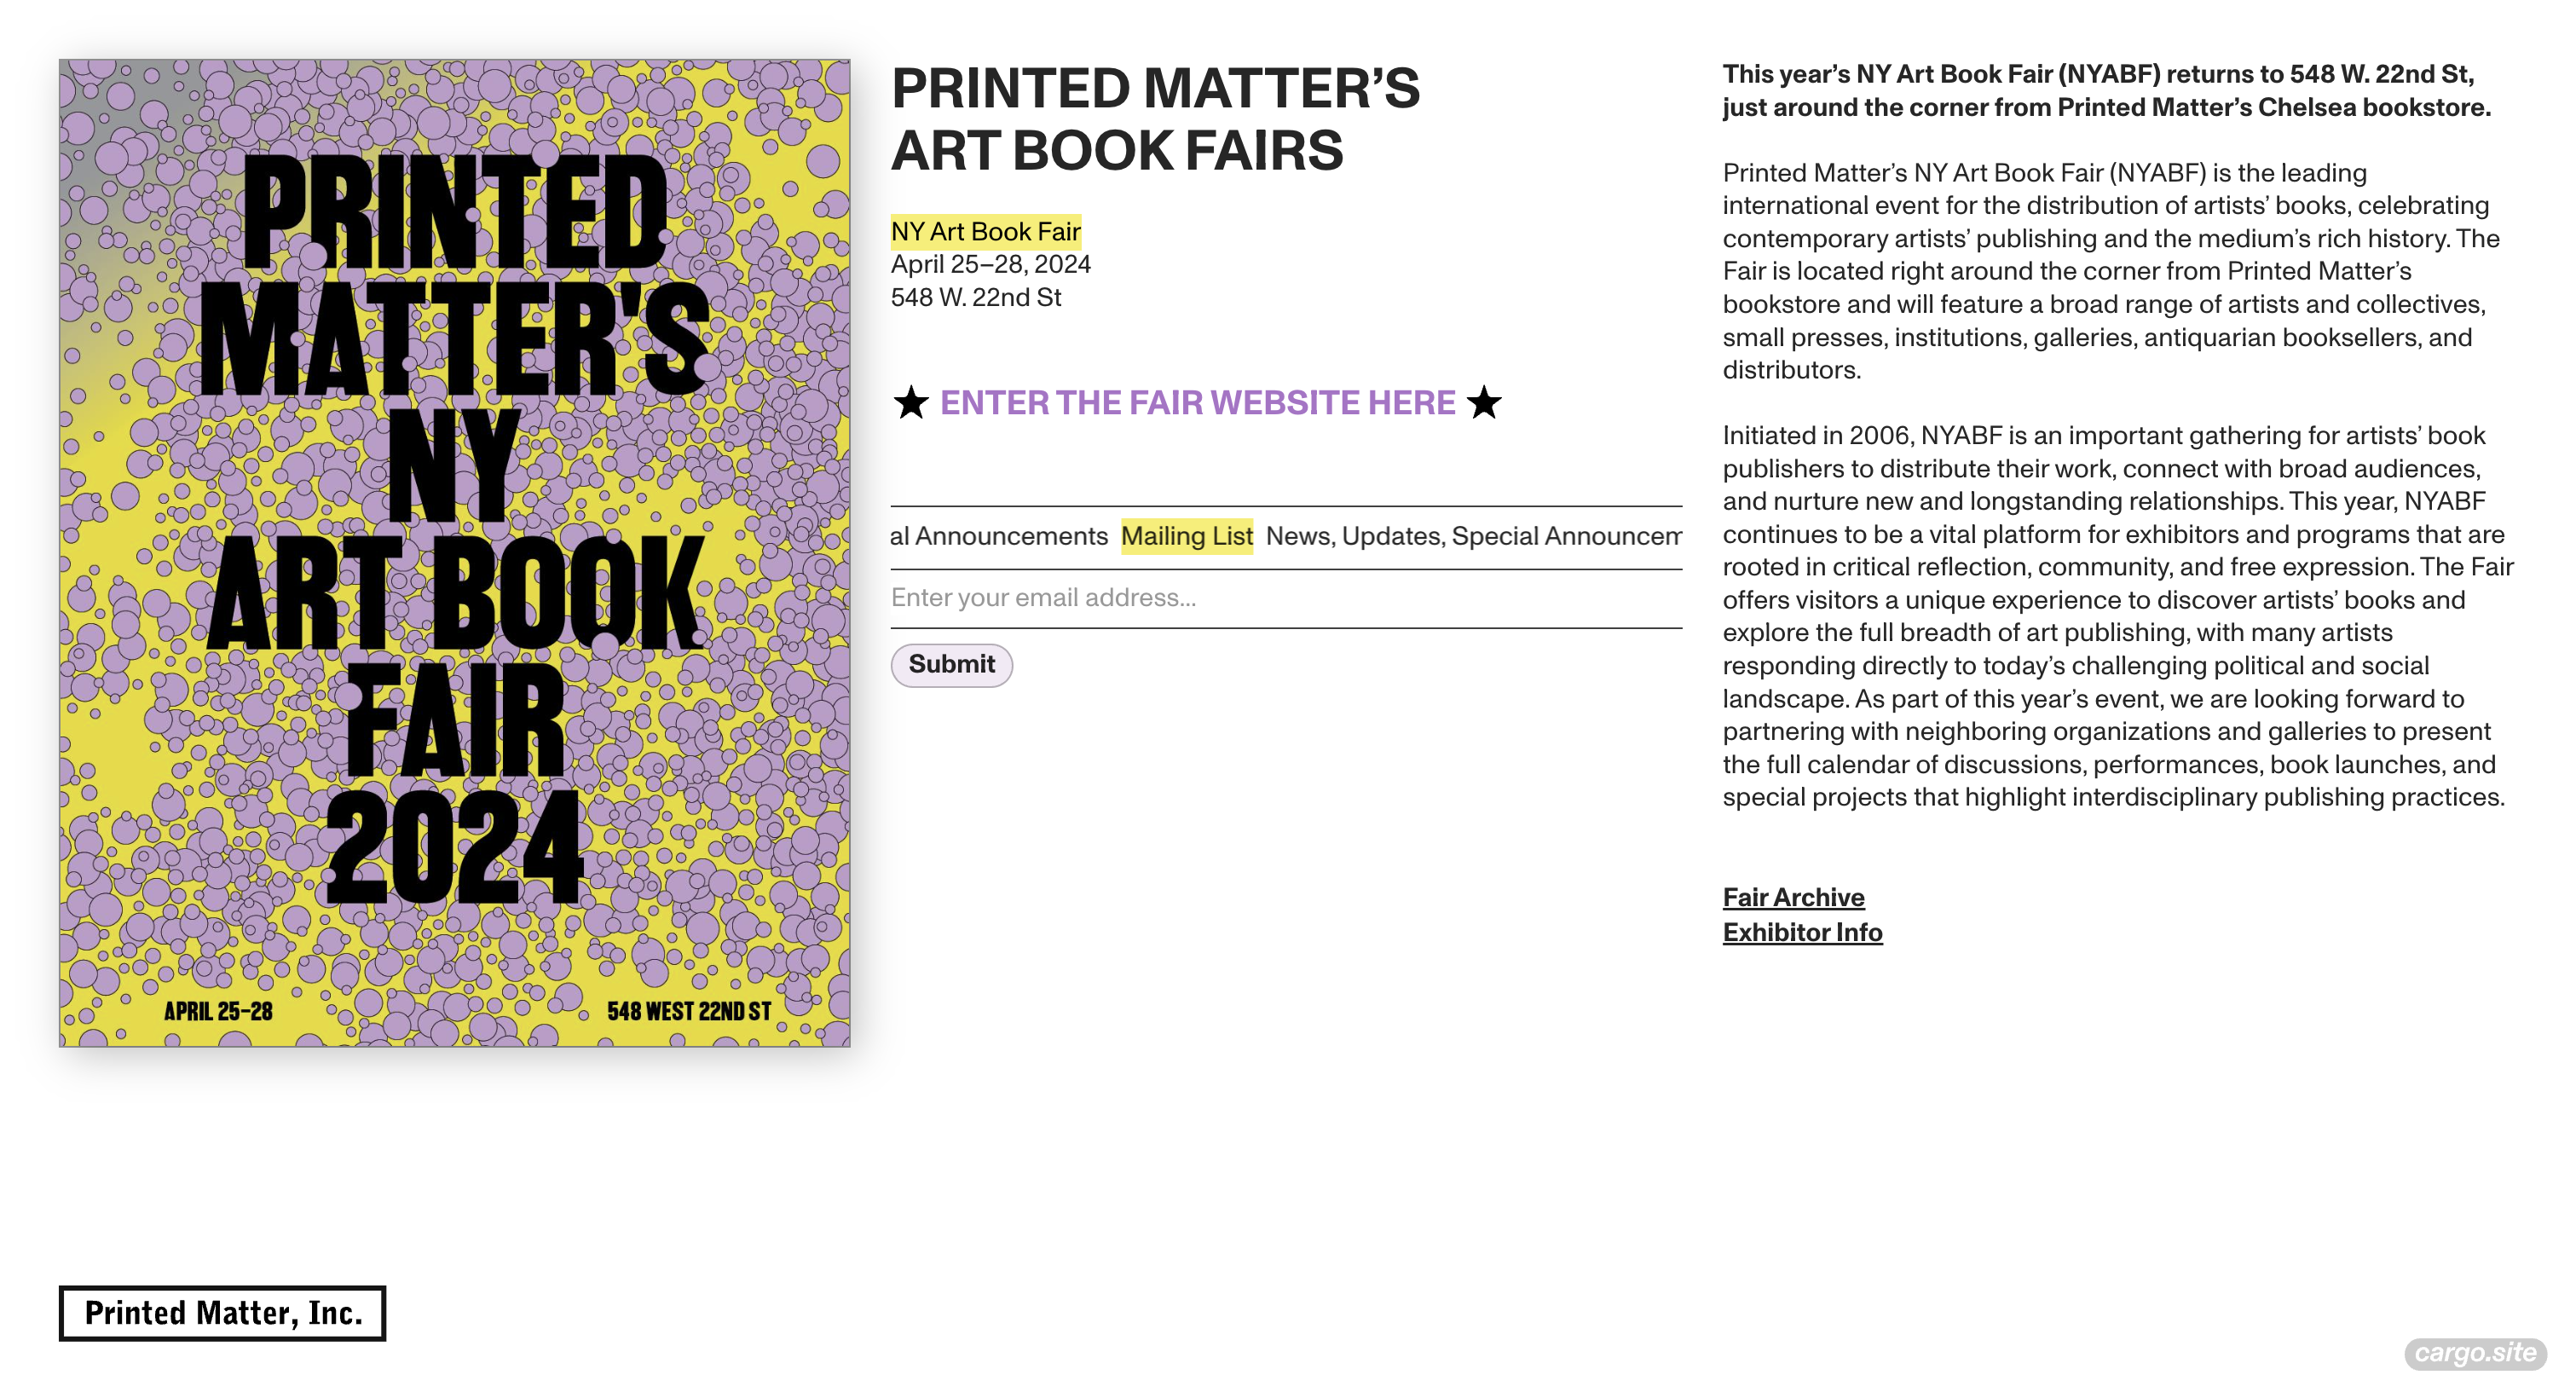 PRINTED
MATTER'S
NY
ART BOOK
FAIR
2024
APRIL 25–28
548 WEST 22ND ST
PRINTED MATTER’S
ART BOOK FAIRS
NY Art Book Fair
April 25–28, 2024
548 W. 22nd St
★ ENTER THE FAIR WEBSITE HERE ★
al Announcements Mailing List News, Updates, Special Announcem
Enter your email address...
Submit
This year’s NY Art Book Fair (NYABF) returns to 548 W. 22nd St,
just around the corner from Printed Matter’s Chelsea bookstore.
Printed Matter’s NY Art Book Fair (NYABF) is the leading
international event for the distribution of artists’ books, celebrating
contemporary artists’ publishing and the medium’s rich history. The
Fair is located right around the corner from Printed Matter’s
bookstore and will feature a broad range of artists and collectives,
small presses, institutions, galleries, antiquarian booksellers, and
distributors.
Initiated in 2006, NYABF is an important gathering for artists’ book
publishers to distribute their work, connect with broad audiences,
and nurture new and longstanding relationships. This year, NYABF
continues to be a vital platform for exhibitors and programs that are
rooted in critical reflection, community, and free expression. The Fair
offers visitors a unique experience to discover artists’ books and
explore the full breadth of art publishing, with many artists
responding directly to today’s challenging political and social
landscape. As part of this year’s event, we are looking forward to
partnering with neighboring organizations and galleries to present
the full calendar of discussions, performances, book launches, and
special projects that highlight interdisciplinary publishing practices.
Fair Archive
Exhibitor Info
Printed Matter, Inc.
cargo.site